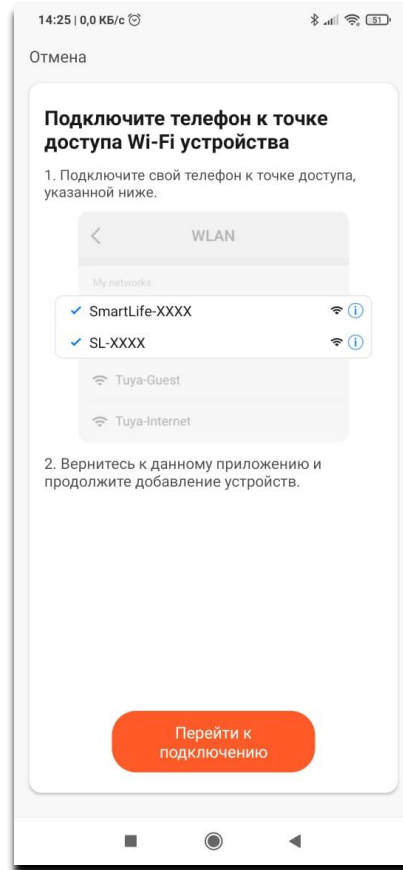 14:25 | 0,0 КБ/с
51
Отмена
Подключите телефон к точке
доступа Wi-Fi устройства
1. Подключите свой телефон к точке доступа,
указанной ниже.
WLAN
My networks
SmartLife-XXXX
SL-XXXX
Tuya-Guest
Tuya-Internet
2. Вернитесь к данному приложению и
продолжите добавление устройств.
Перейти к
подключению